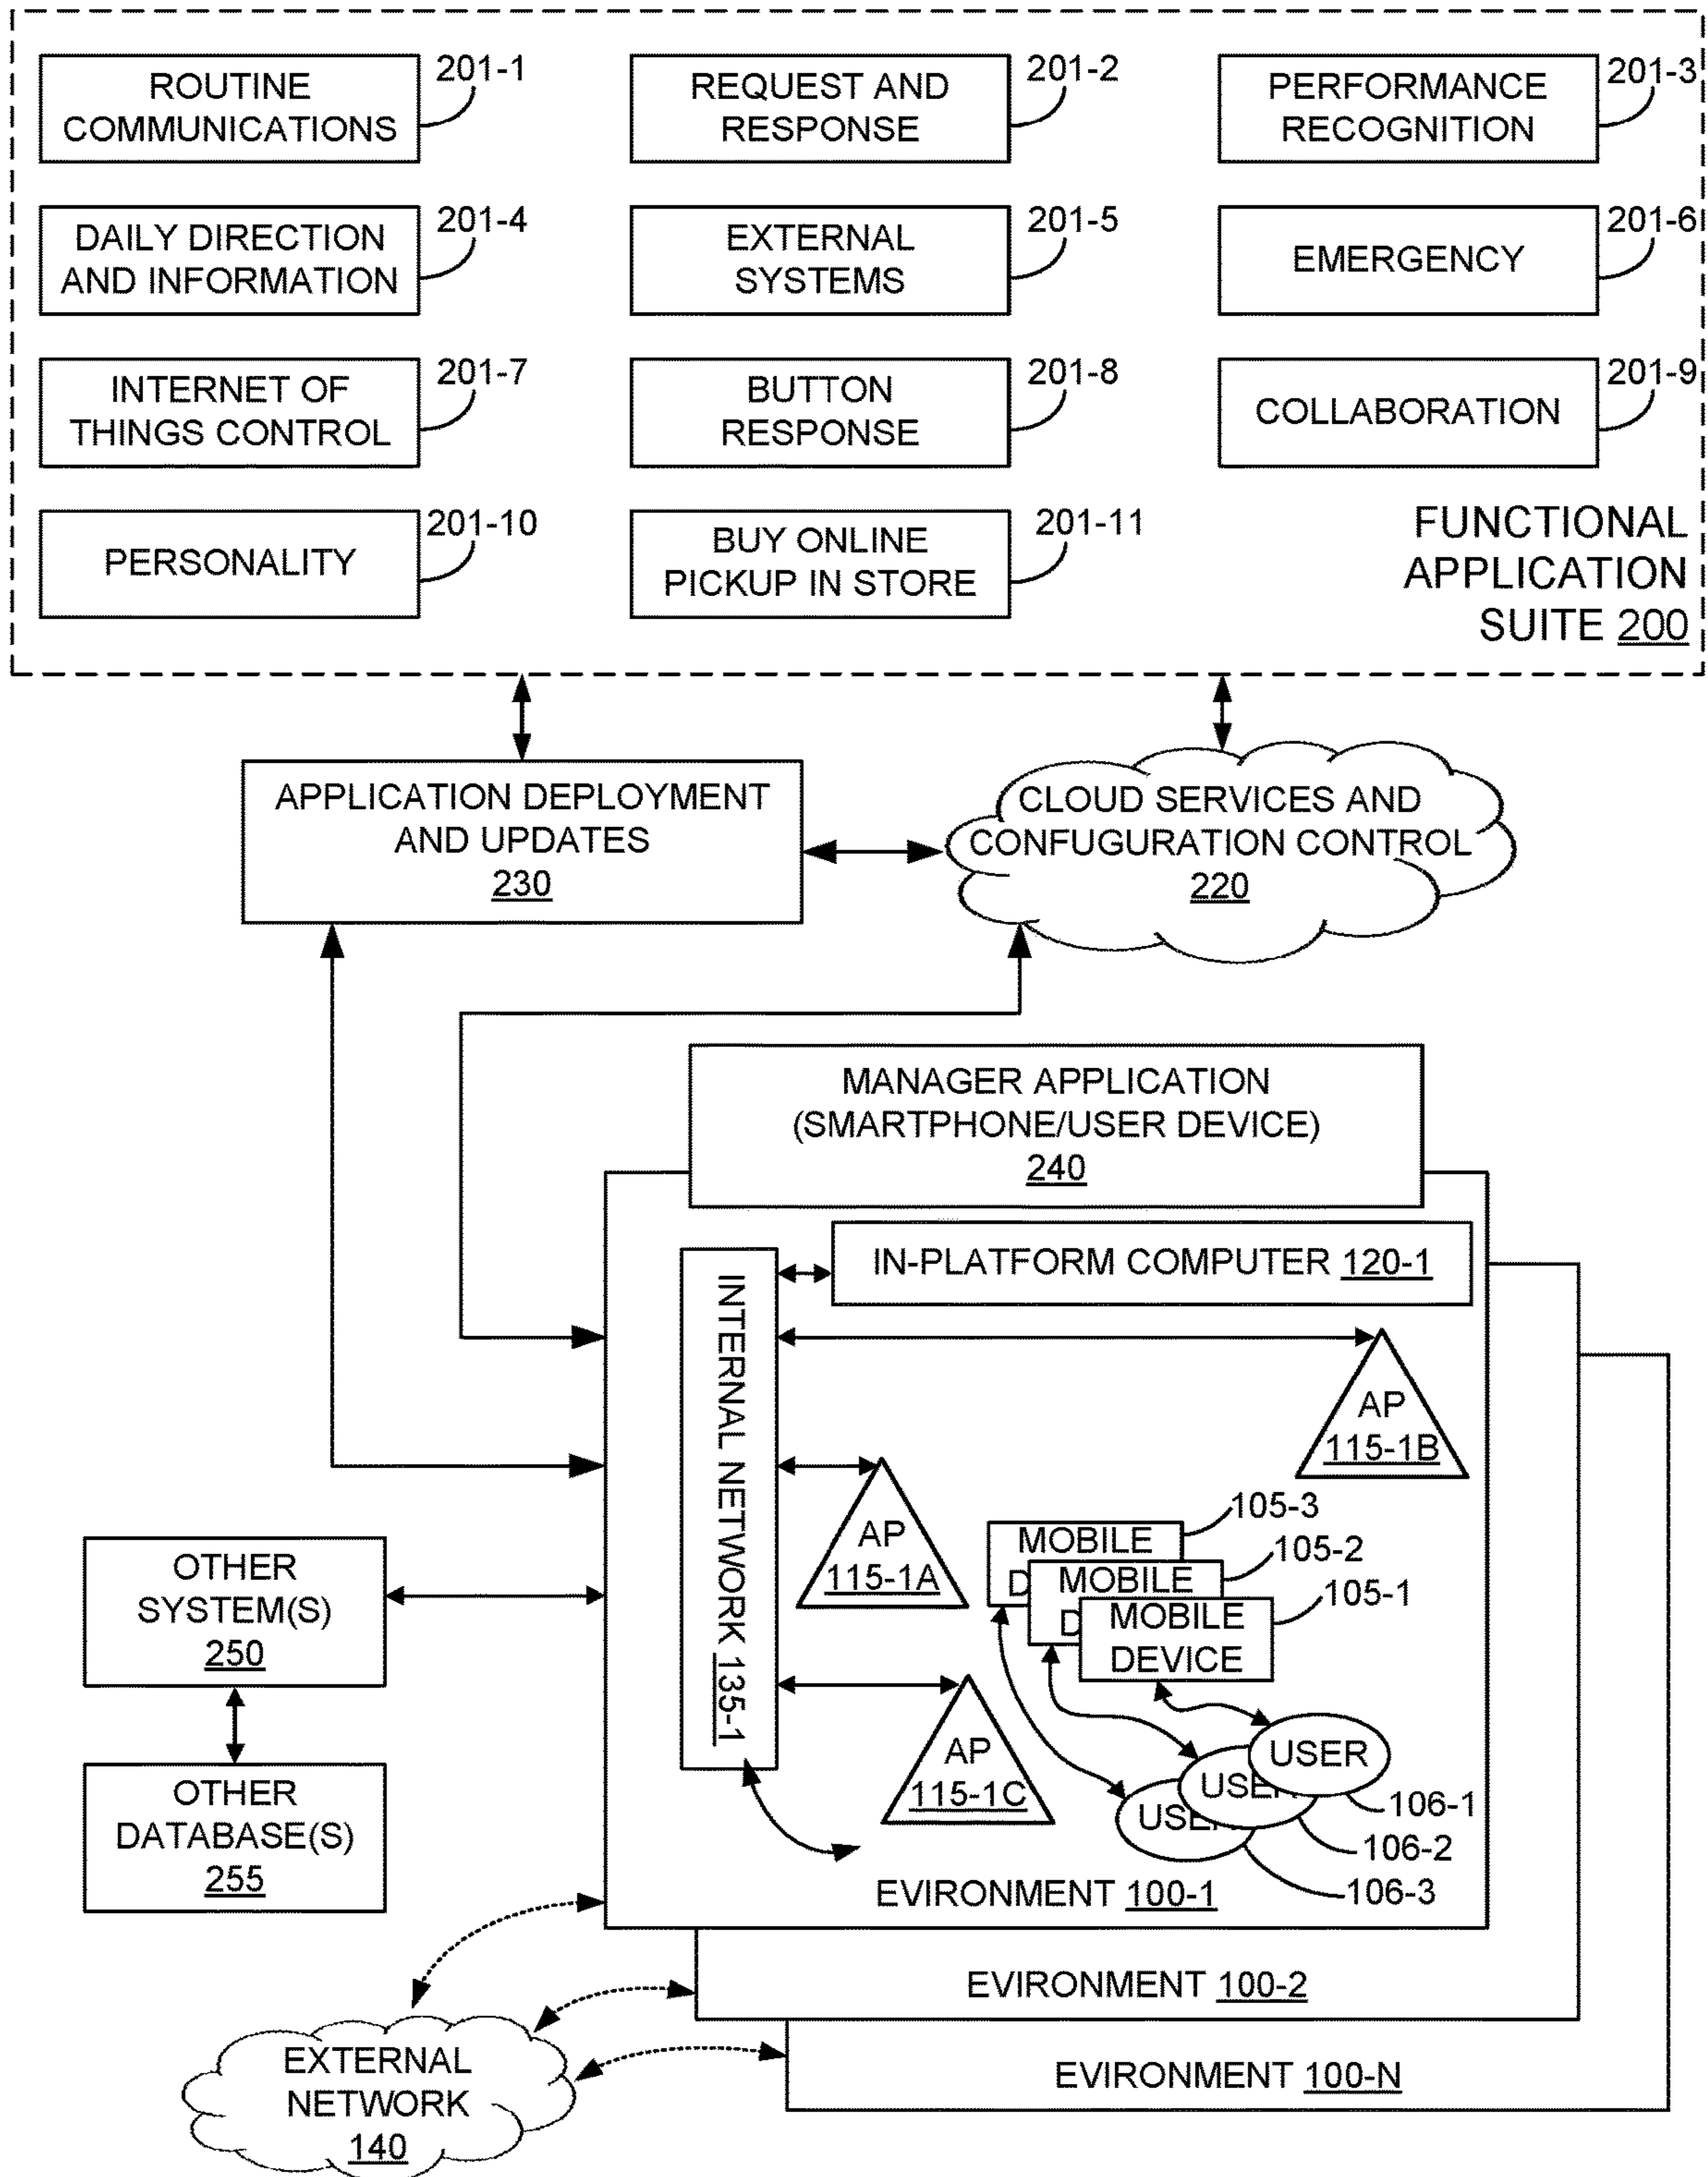 ROUTINE
COMMUNICATIONS
201-1
REQUEST AND
RESPONSE
201-2
PERFORMANCE
RECOGNITION
201-3
DAILY DIRECTION
AND INFORMATION
201-4
EXTERNAL
SYSTEMS
201-5
EMERGENCY
201-6
INTERNET OF
THINGS CONTROL
201-7
BUTTON
RESPONSE
201-8
COLLABORATION
201-9
PERSONALITY
201-10
BUY ONLINE
PICKUP IN STORE
201-11
FUNCTIONAL
APPLICATION
SUITE 200
APPLICATION DEPLOYMENT
AND UPDATES
230
CLOUD SERVICES AND
CONFUGURATION CONTROL
220
MANAGER APPLICATION
(SMARTPHONE/USER DEVICE)
240
IN-PLATFORM COMPUTER 120-1
INTERNAL NETWORK 135-1
AP
115-1B
AP
115-1A
105-3
MOBILE
D
105-2
MOBILE
D
105-1
MOBILE
DEVICE
OTHER
SYSTEM(S)
250
AP
115-1C
USER
106-1
USER
106-2
USER
106-3
OTHER
DATABASE(S)
255
EVIRONMENT 100-1
EVIRONMENT 100-2
EVIRONMENT 100-N
EXTERNAL
NETWORK
140